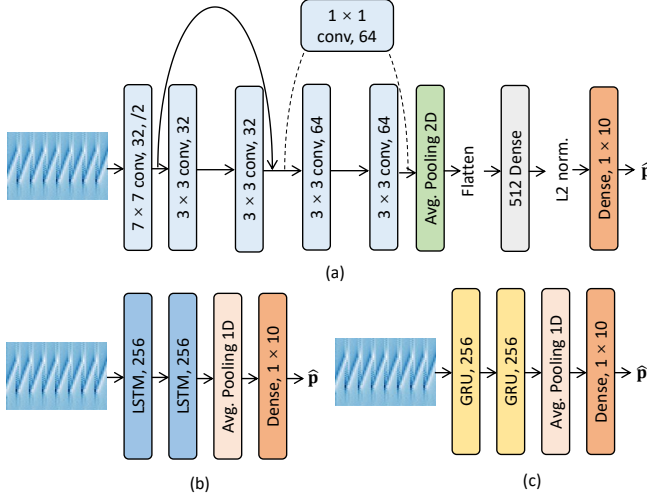 1 × 1
conv, 64
7 × 7 conv, 32, /2
3 × 3 conv, 32
3 × 3 conv, 32
3 × 3 conv, 64
3 × 3 conv, 64
Avg. Pooling 2D
Flatten
512 Dense
L2 norm.
Dense, 1 × 10
p̂
(a)
LSTM, 256
LSTM, 256
Avg. Pooling 1D
Dense, 1 × 10
p̂
(b)
GRU, 256
GRU, 256
Avg. Pooling 1D
Dense, 1 × 10
p̂
(c)